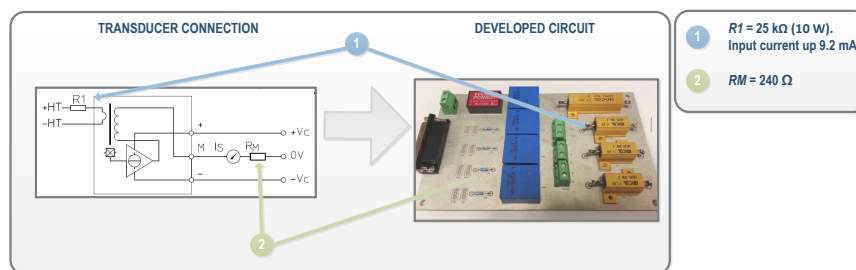 TRANSDUCER CONNECTION
DEVELOPED CIRCUIT
1
R1
+HT
-HT
+
+Vc
M
Is
RM
0V
-
-Vc
2
1
R1 = 25 kΩ (10 W).
Input current up 9.2 mA
2
RM = 240 Ω